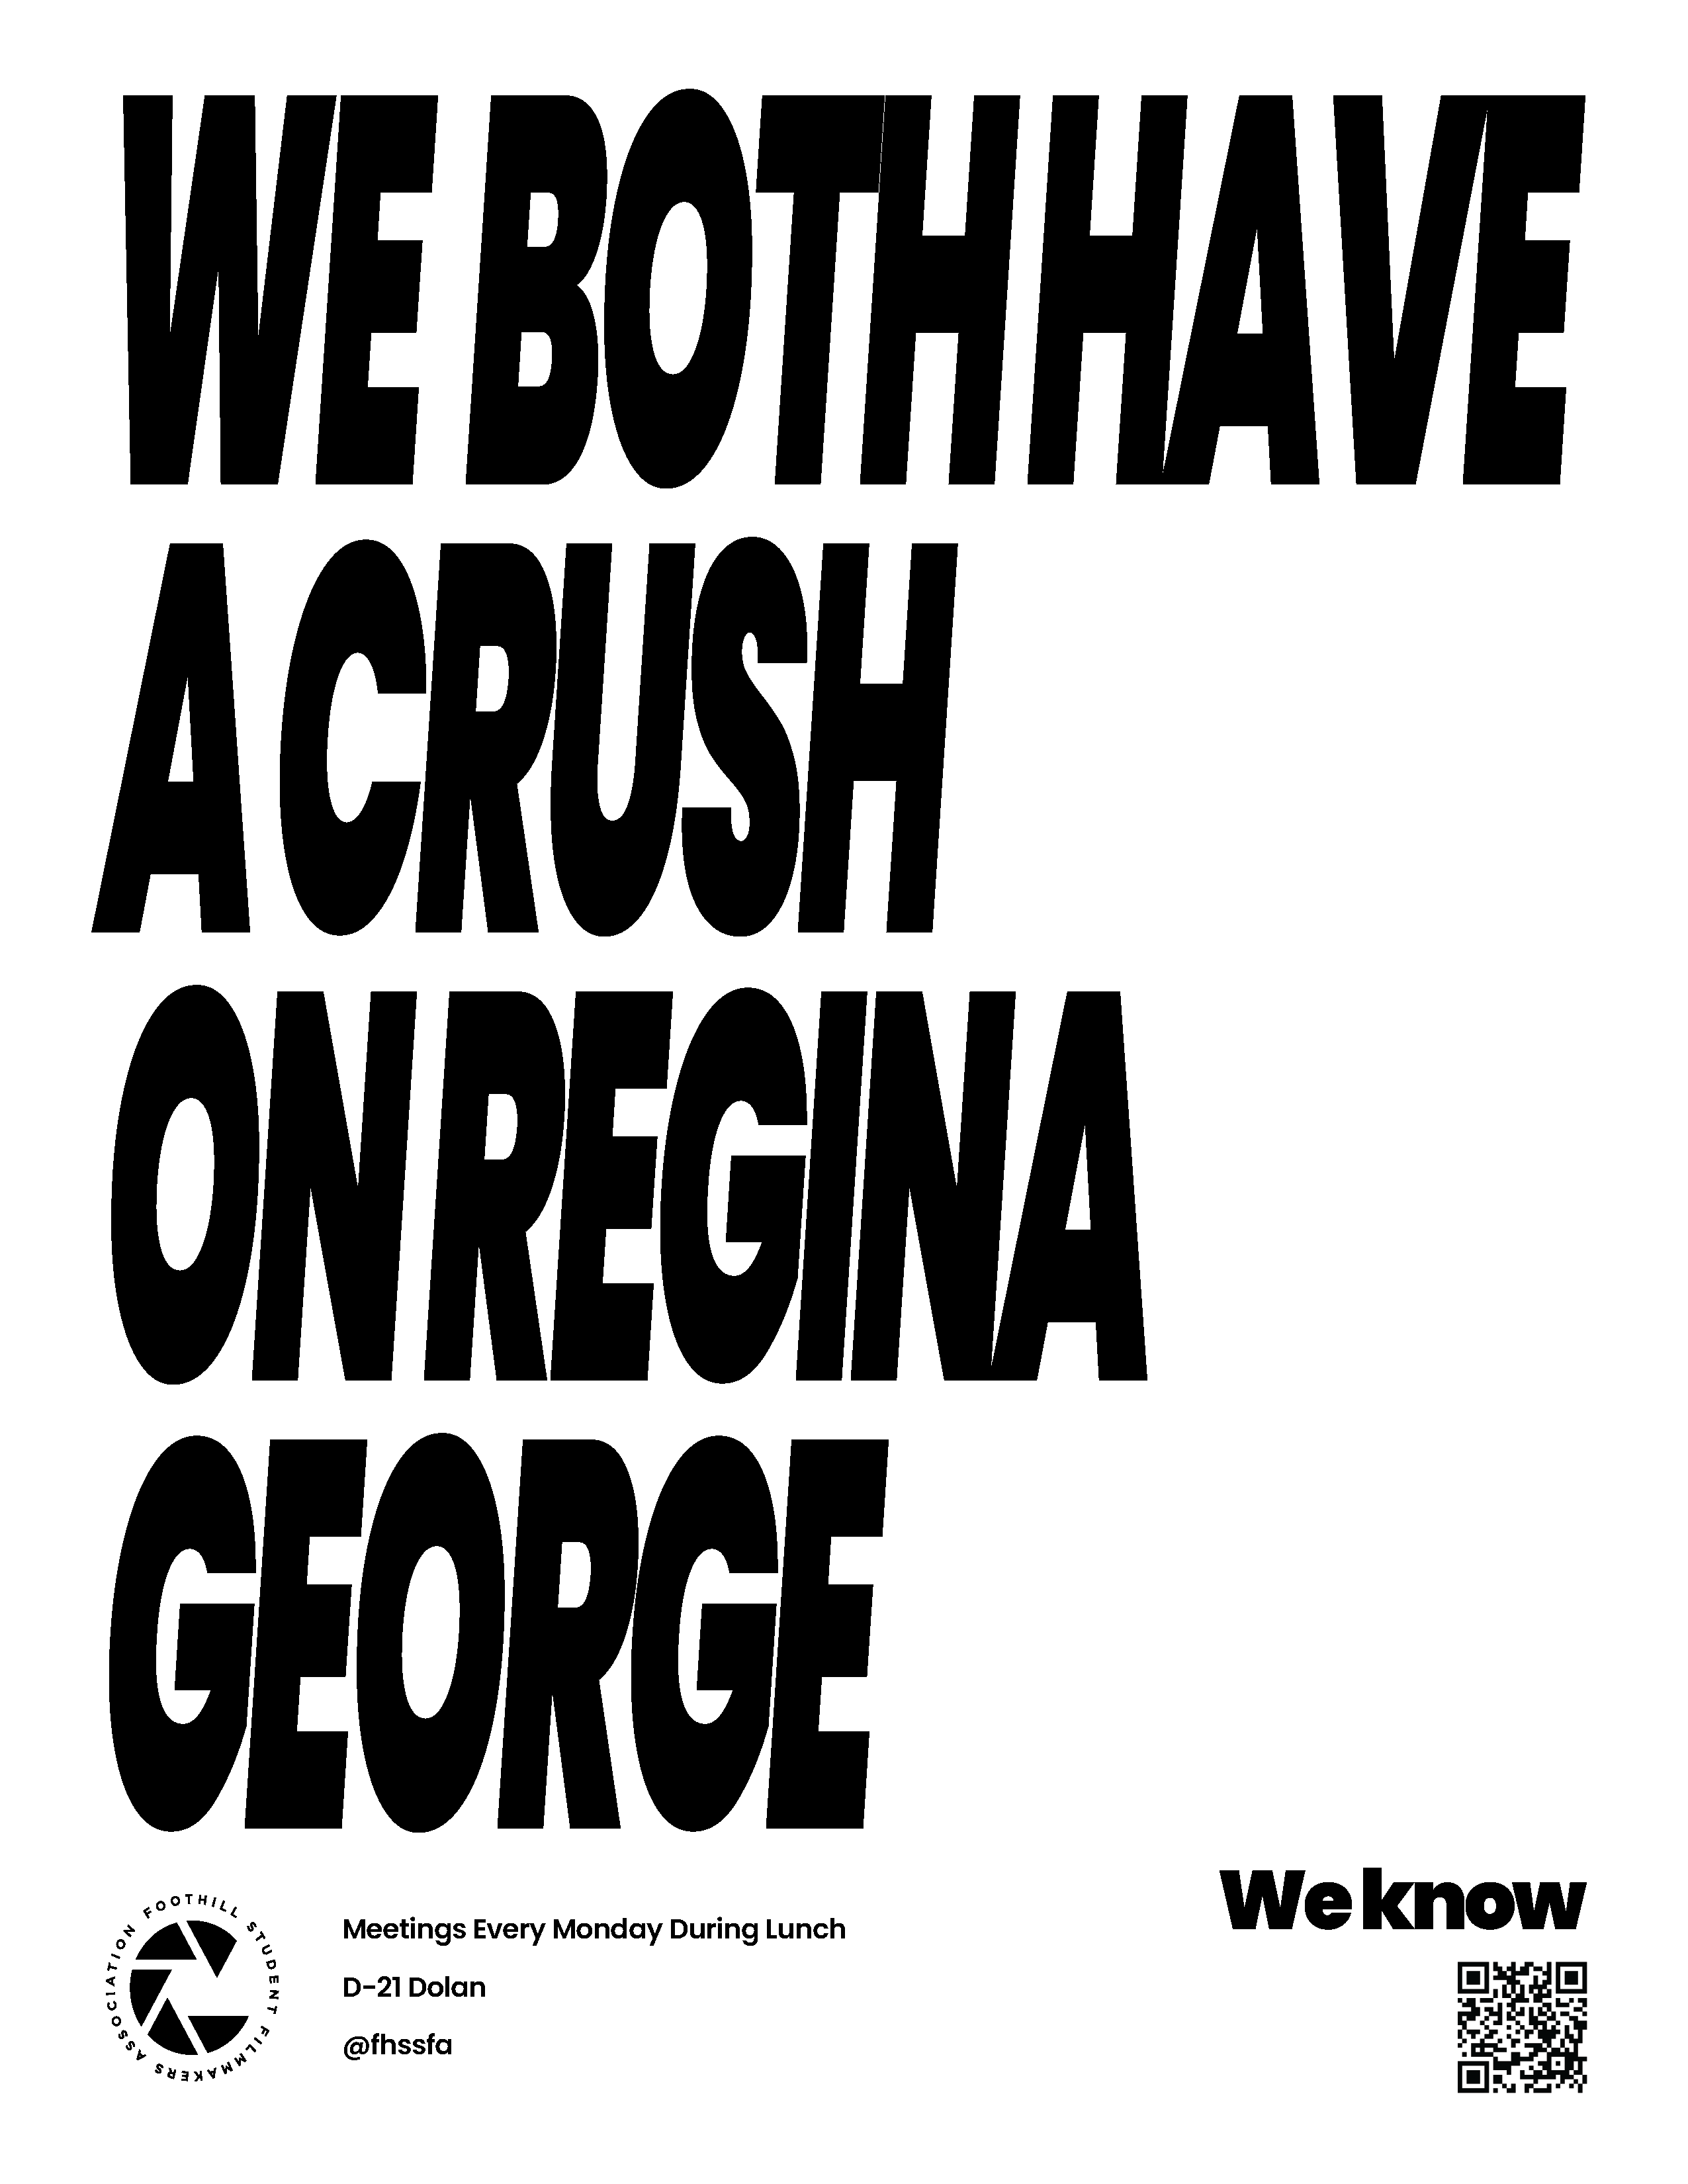 WE BOTH HAVE
A CRUSH
ON REGINA
GEORGE
We know
FOOTHILL STUDENT FILMMAKERS ASSOCIATION
Meetings Every Monday During Lunch
D-21 Dolan
@fhssfa